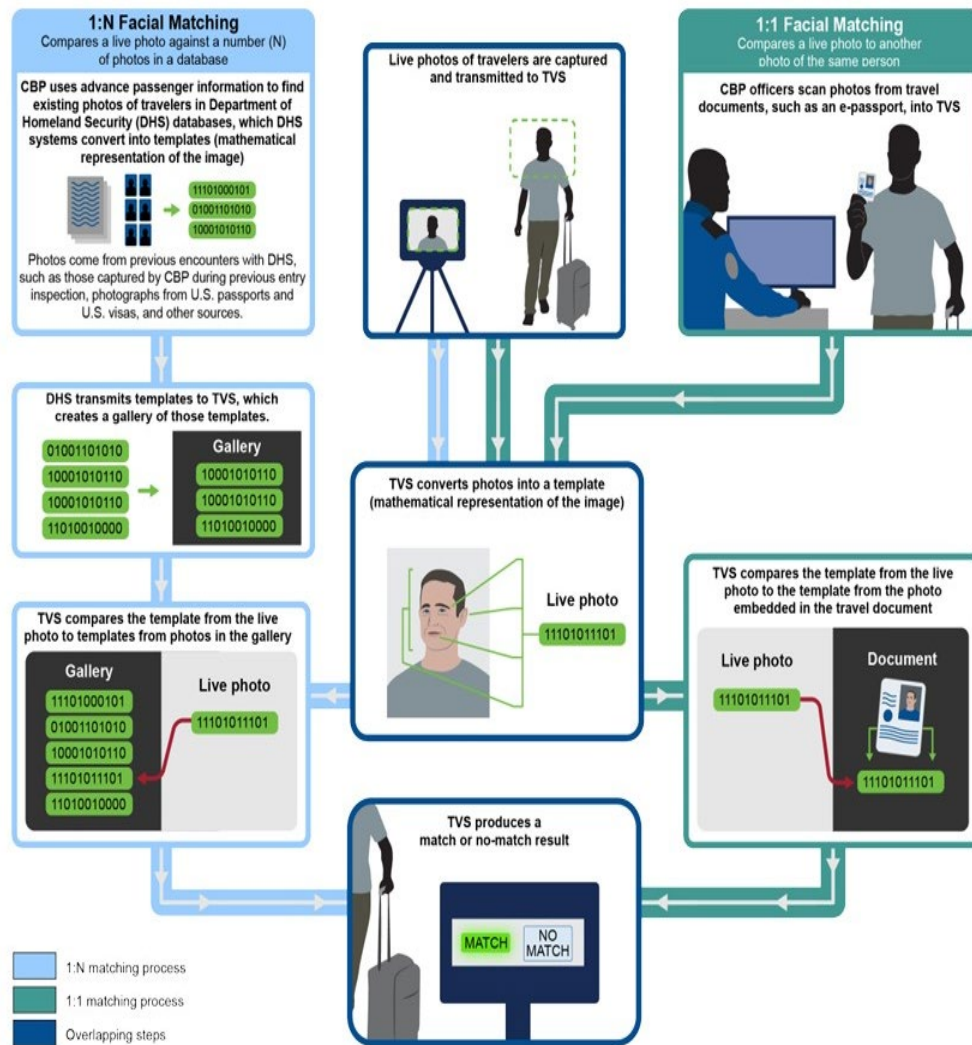 1:N Facial Matching
Compares a live photo against a number (N)
of photos in a database
CBP uses advance passenger information to find
existing photos of travelers in Department of
Homeland Security (DHS) databases, which DHS
systems convert into templates (mathematical
representation of the image)
11101000101
01001101010
10001010110
Photos come from previous encounters with DHS,
such as those captured by CBP during previous entry
inspection, photographs from U.S. passports and
U.S. visas, and other sources.
Live photos of travelers are captured
and transmitted to TVS
1:1 Facial Matching
Compares a live photo to another
photo of the same person
CBP officers scan photos from travel
documents, such as an e-passport, into TVS
DHS transmits templates to TVS, which
creates a gallery of those templates.
01001101010
10001010110
10001010110
11010010000
Gallery
10001010110
10001010110
11010010000
TVS converts photos into a template
(mathematical representation of the image)
Live photo
11101011101
TVS compares the template from the live
photo to templates from photos in the gallery
Gallery
11101000101
01001101010
10001010110
11101011101
11010010000
Live photo
11101011101
TVS compares the template from the live
photo to the template from the photo
embedded in the travel document
Live photo
11101011101
Document
11101011101
TVS produces a
match or no-match result
MATCH
NO
MATCH
1:N matching process
1:1 matching process
Overlapping steps